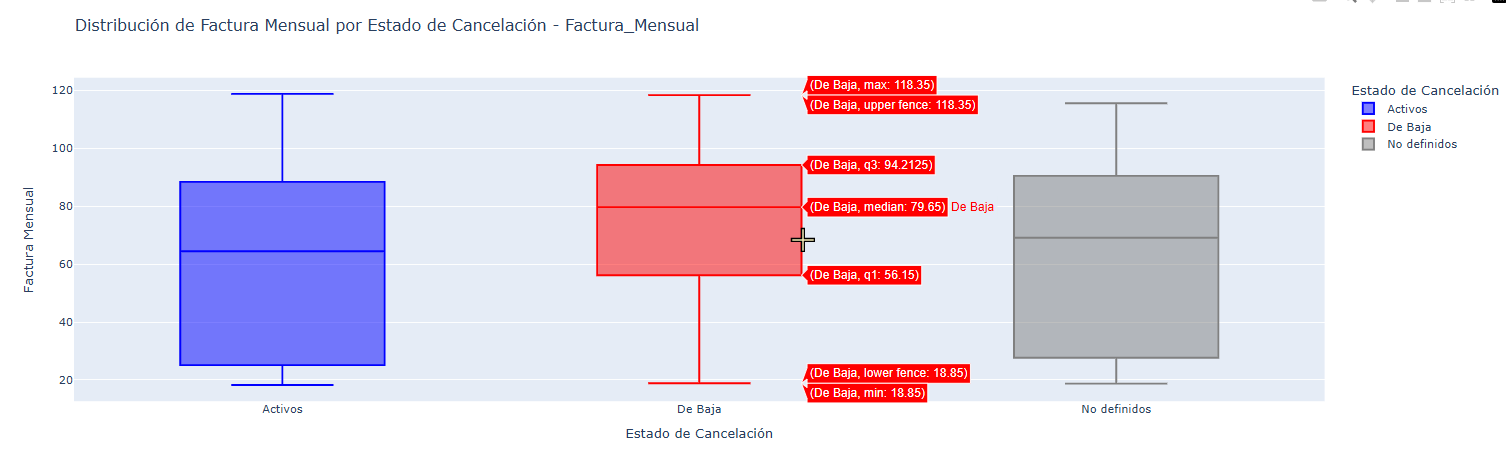 Distribución de Factura Mensual por Estado de Cancelación - Factura_Mensual
Estado de Cancelación
Activos
De Baja
No definidos
Factura Mensual
120
100
80
60
40
20
(De Baja, max: 118.35)
(De Baja, upper fence: 118.35)
(De Baja, q3: 94.2125)
(De Baja, median: 79.65) De Baja
(De Baja, q1: 56.15)
(De Baja, lower fence: 18.85)
(De Baja, min: 18.85)
Activos
De Baja
No definidos
Estado de Cancelación